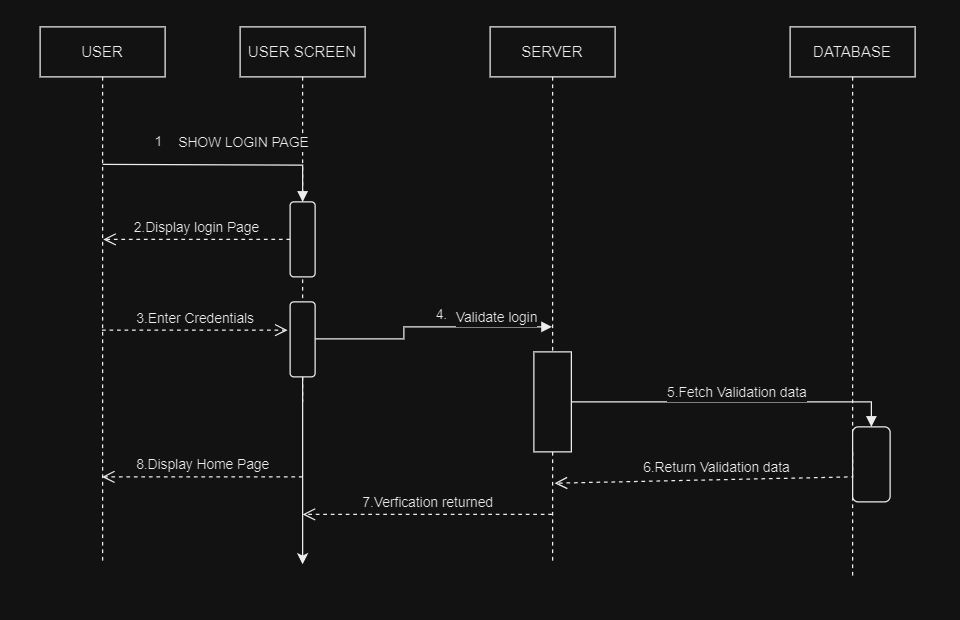 USER
USER SCREEN
SERVER
DATABASE
1 SHOW LOGIN PAGE
2.Display login Page
3.Enter Credentials
4. Validate login
5.Fetch Validation data
8.Display Home Page
6.Return Validation data
7.Verfication returned